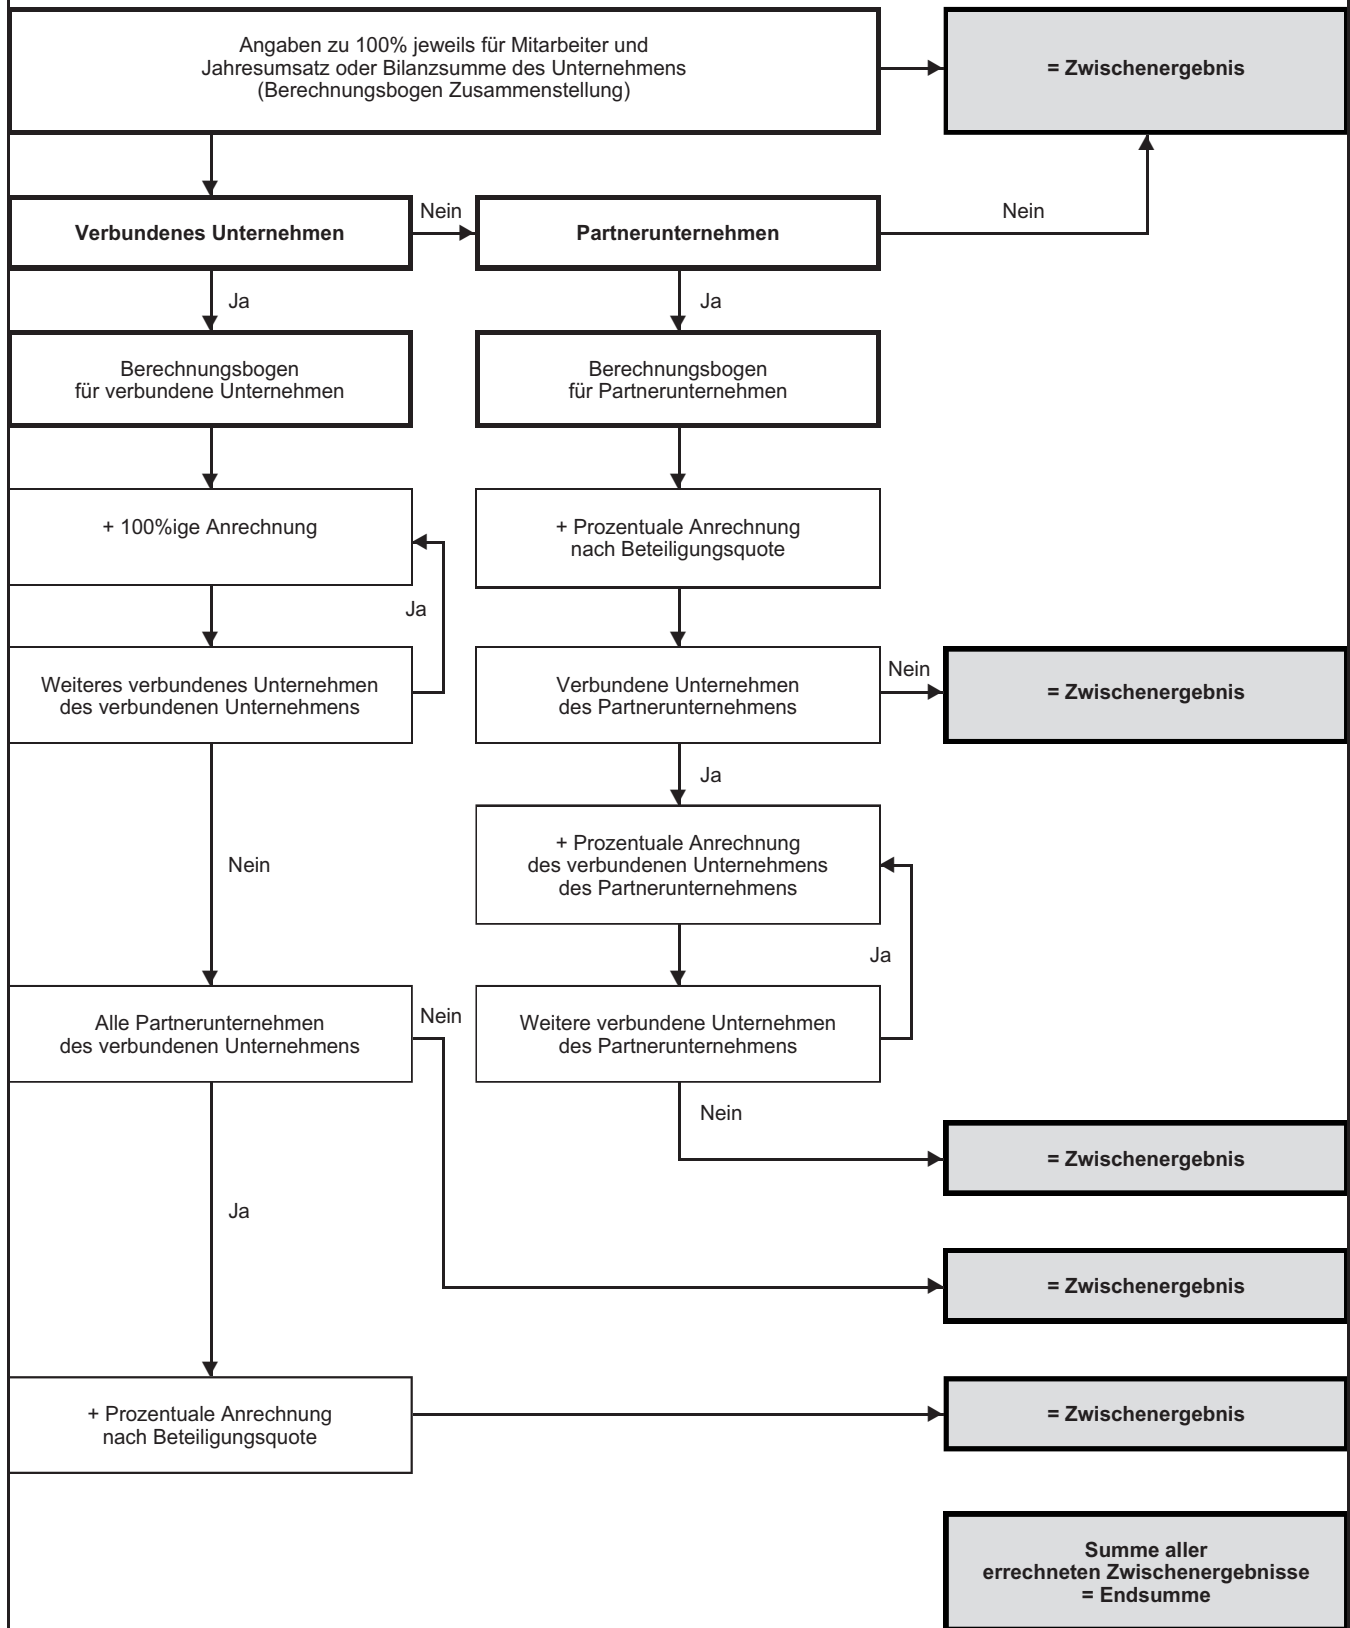 Angaben zu 100% jeweils für Mitarbeiter und
Jahresumsatz oder Bilanzsumme des Unternehmens
(Berechnungsbogen Zusammenstellung)
= Zwischenergebnis
Verbundenes Unternehmen
Nein
Partnerunternehmen
Nein
Ja
Ja
Berechnungsbogen
für verbundene Unternehmen
Berechnungsbogen
für Partnerunternehmen
+ 100%ige Anrechnung
+ Prozentuale Anrechnung
nach Beteiligungsquote
Ja
Weiteres verbundenes Unternehmen
des verbundenen Unternehmens
Verbundene Unternehmen
des Partnerunternehmens
Nein
= Zwischenergebnis
Ja
+ Prozentuale Anrechnung
des verbundenen Unternehmens
des Partnerunternehmens
Nein
Ja
Alle Partnerunternehmen
des verbundenen Unternehmens
Nein
Weitere verbundene Unternehmen
des Partnerunternehmens
Nein
= Zwischenergebnis
Ja
= Zwischenergebnis
+ Prozentuale Anrechnung
nach Beteiligungsquote
= Zwischenergebnis
Summe aller
errechneten Zwischenergebnisse
= Endsumme